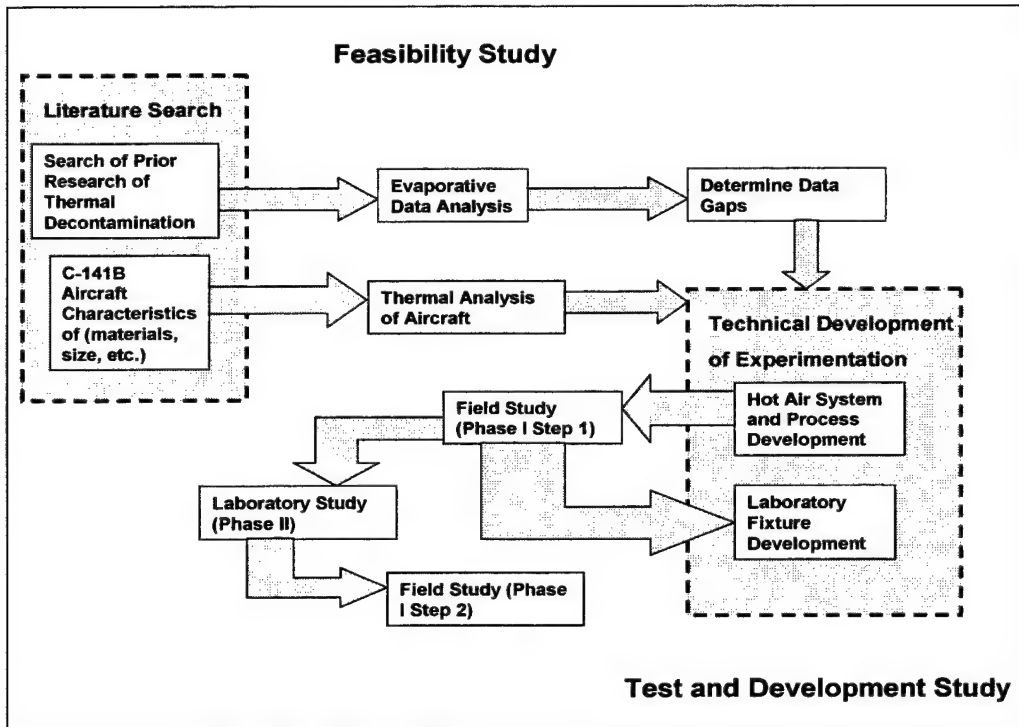 Feasibility Study
Literature Search
Search of Prior
Research of
Thermal
Decontamination
Evaporative
Data Analysis
Determine Data
Gaps
C-141B
Aircraft
Characteristics
of (materials,
size, etc.)
Thermal Analysis
of Aircraft
Technical Development
of Experimentation
Hot Air System
and Process
Development
Field Study
(Phase I Step 1)
Laboratory Study
(Phase II)
Laboratory
Fixture
Development
Field Study (Phase
I Step 2)
Test and Development Study